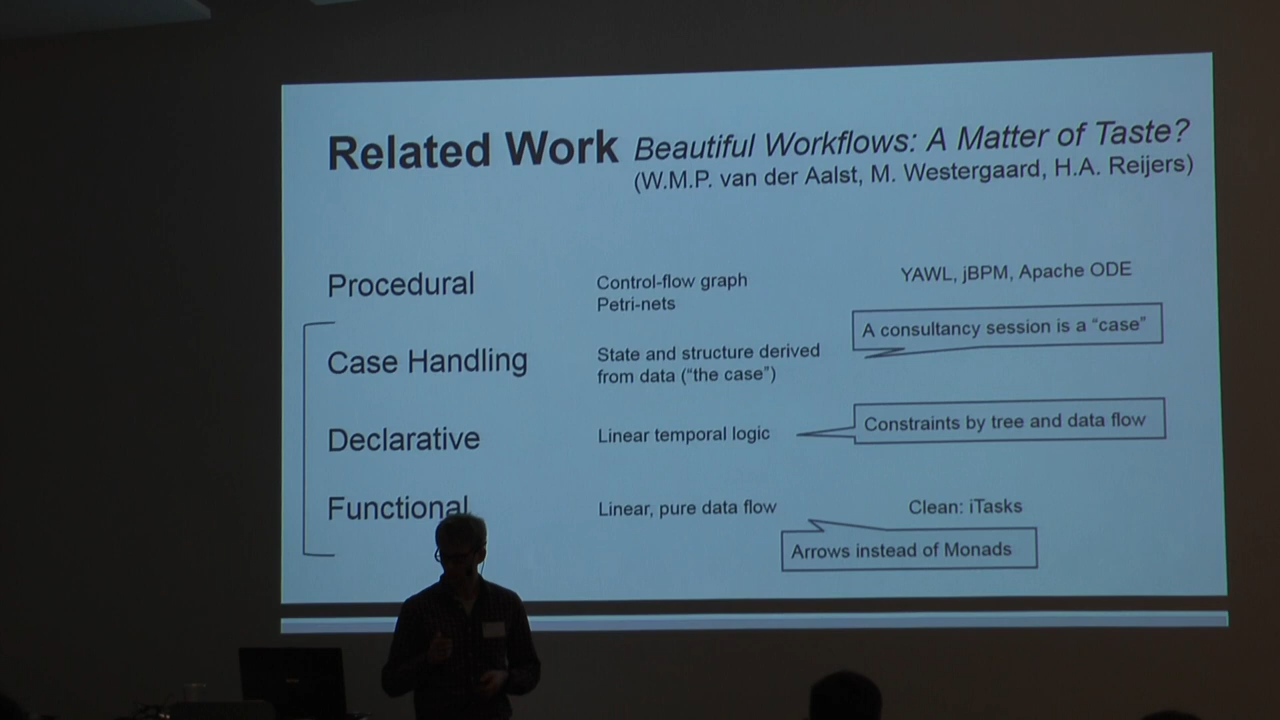 Related Work Beautiful Workflows: A Matter of Taste?
(W.M.P. van der Aalst, M. Westergaard, H.A. Reijers)
Procedural
Control-flow graph
Petri-nets
YAWL, jBPM, Apache ODE
A consultancy session is a “case”
Case Handling
State and structure derived
from data (“the case”)
Declarative
Linear temporal logic
Constraints by tree and data flow
Functional
Linear, pure data flow
Clean: iTasks
Arrows instead of Monads